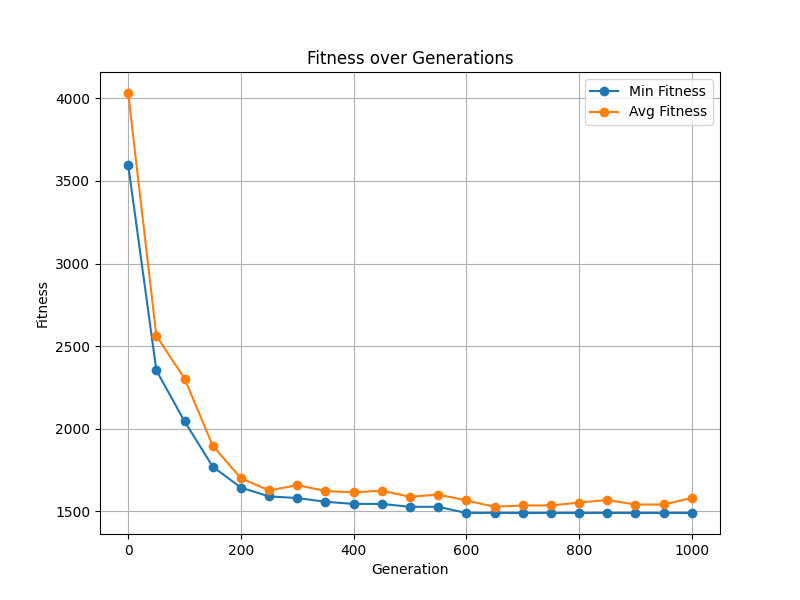 Fitness over Generations
Min Fitness
Avg Fitness
4000
3500
3000
2500
2000
1500
Fitness
0 200 400 600 800 1000
Generation